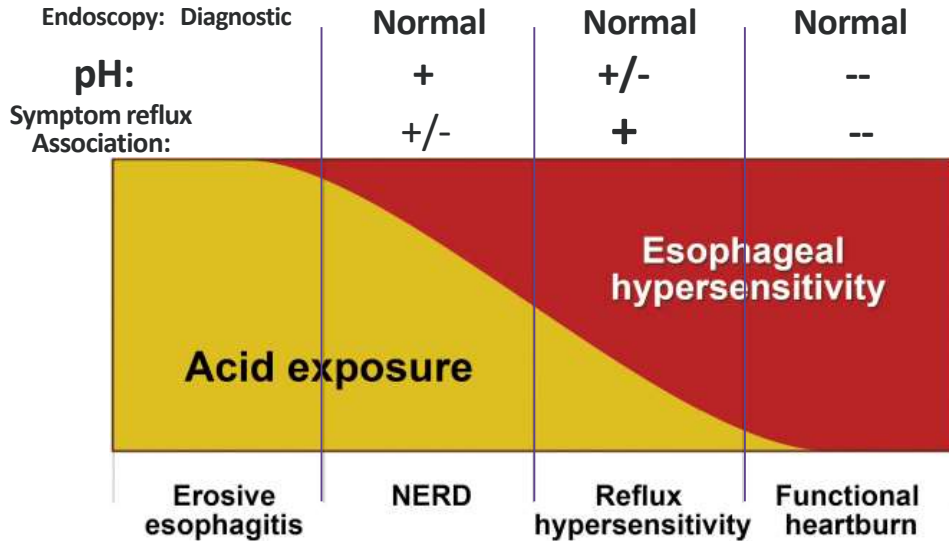 Endoscopy: Diagnostic Normal Normal Normal
pH: + +/- --
Symptom reflux
Association: +/- + --
Esophageal
hypersensitivity
Acid exposure
Erosive
esophagitis
NERD
Reflux
hypersensitivity
Functional
heartburn